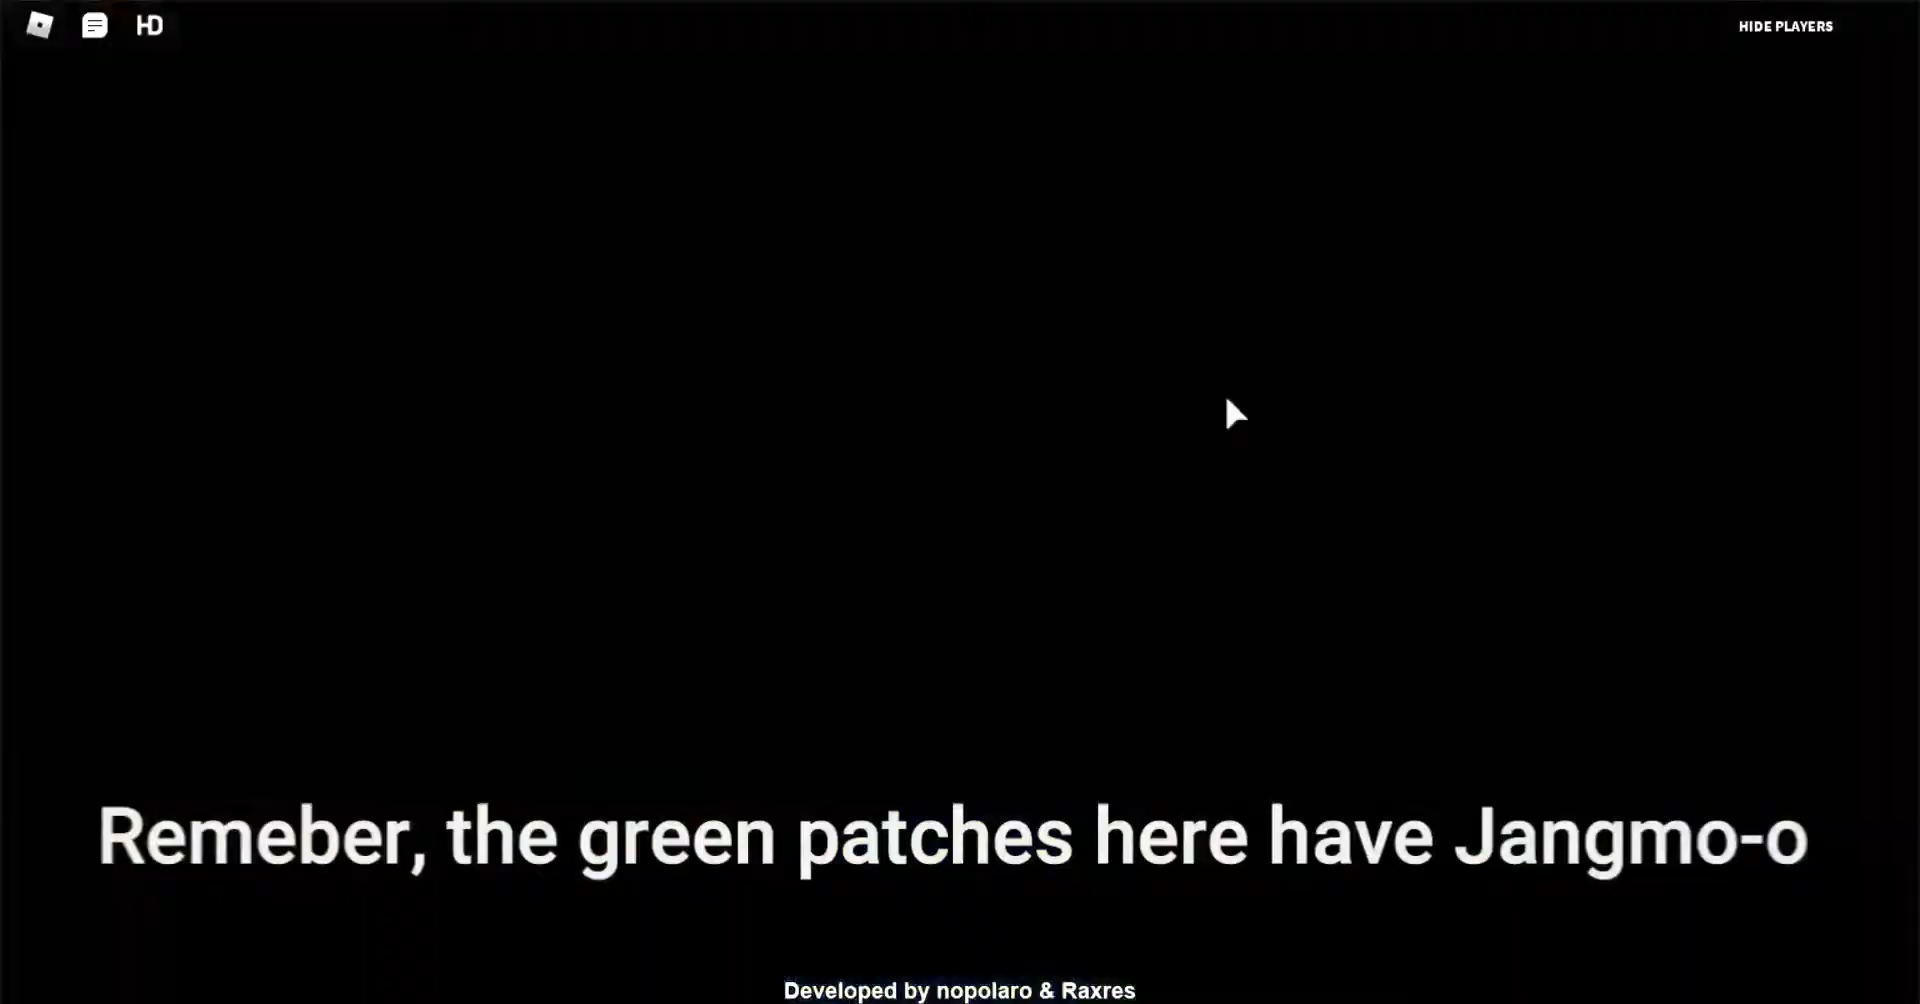 HD
HIDE PLAYERS
Remeber, the green patches here have Jangmo-o
Developed by nopolaro & Raxres